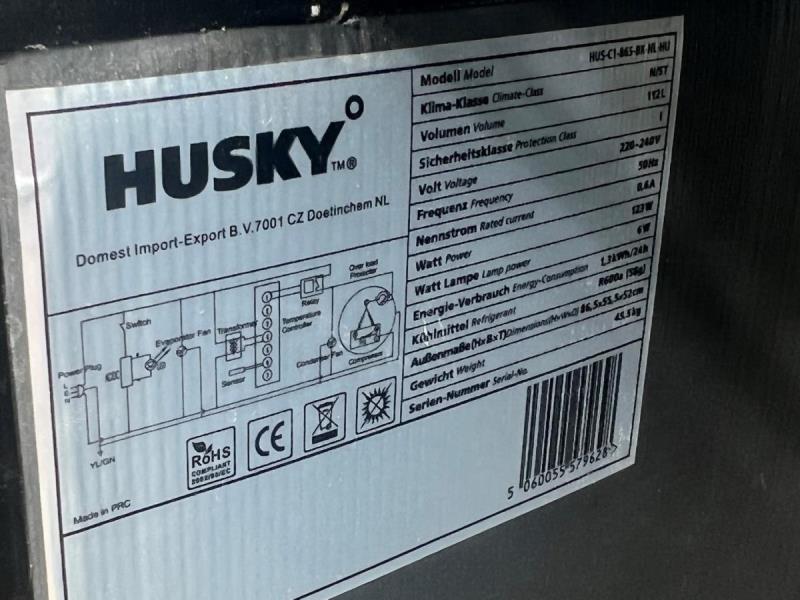 HUSKY
TM®
Domest Import-Export B.V.7001 CZ Doetinchem NL
Modell Model HUS-C1-865-BK-NL-HU
Klima-Klasse Climate-Class N/ST
Volumen Volume 112L
Sicherheitsklasse Protection Class I
Volt Voltage 220-240V
Frequenz Frequency 50Hz
Nennstrom Rated current 0,6A
Watt Power 123W
Watt Lampe Lamp power 6W
Energie-Verbrauch Energy-Consumption 1,3kWh/24h
Kühlmittel Refrigerant R600a (58g)
Außenmaße(HxBxT)Dimensions(HxWxD) 86,5x55,5x52cm
Gewicht Weight 45,5kg
Serien-Nummer Serial-No.
Power Plug
L
E
N
YL/GN
Switch
Evaporator Fan
Transformer
Sensor
Temperature Controller
Relay
Over load Protector
Condenser Fan
Compressor
RoHS
COMPLIANT
2002/95/EC
CE
Made in PRC
5 060055 579628 >